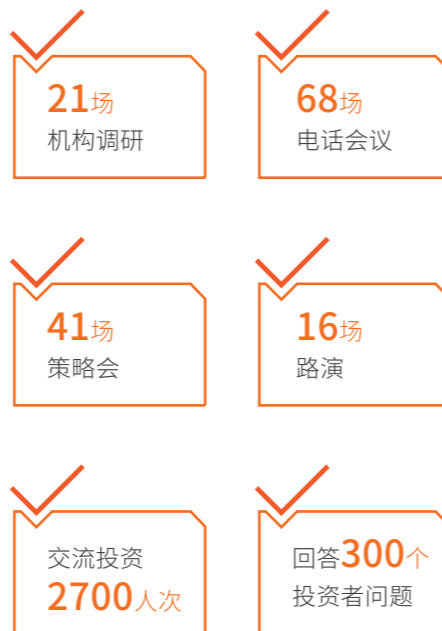 21场
机构调研
68场
电话会议
41场
策略会
16场
路演
交流投资
2700人次
回答300个
投资者问题